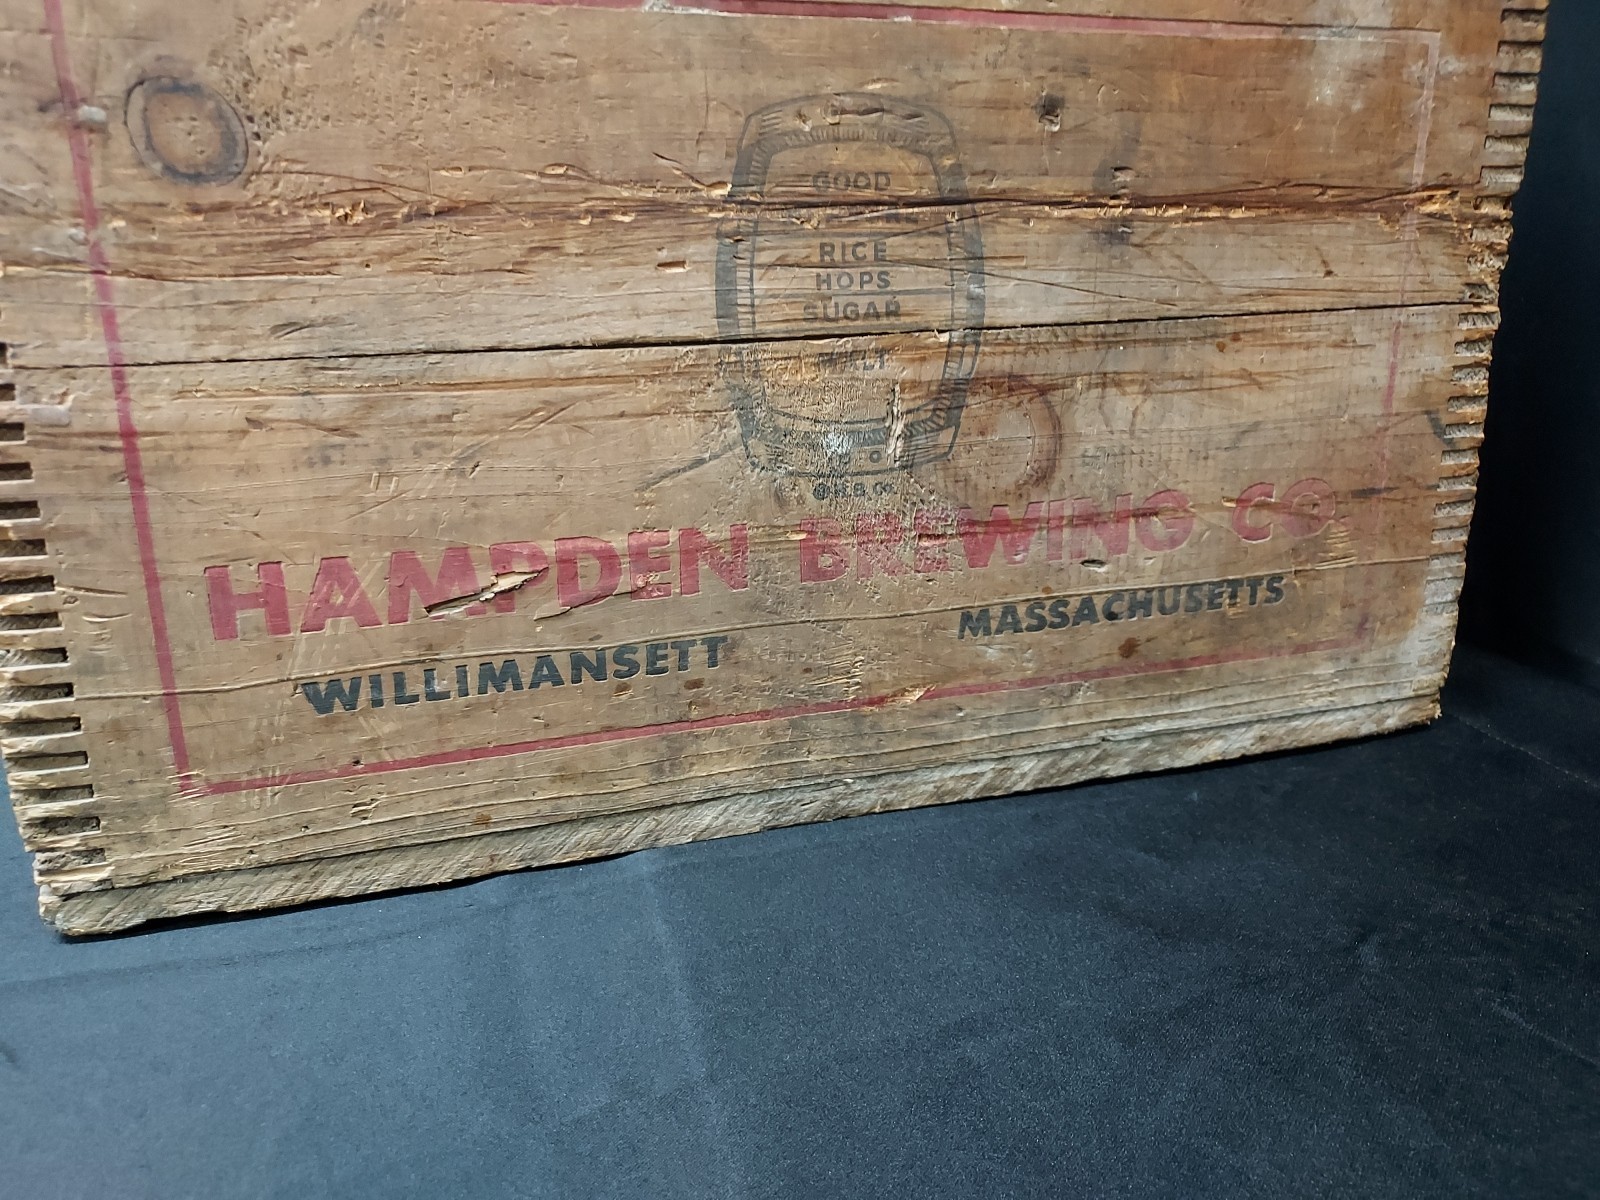 GOOD
RICE
HOPS
SUGAR
HAMPDEN BREWING CO
WILLIMANSETT MASSACHUSETTS